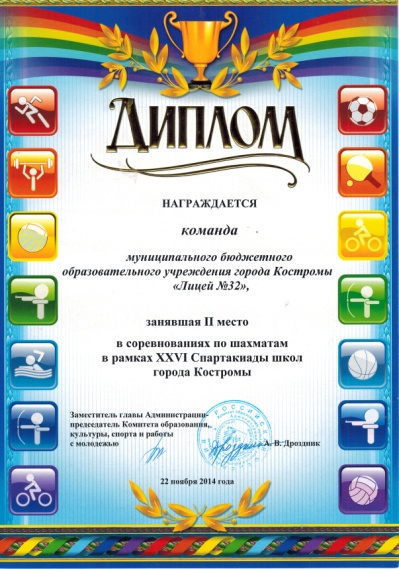 ДИПЛОМ
НАГРАЖДАЕТСЯ
команда
муниципального бюджетного
образовательного учреждения города Костромы
«Лицей №32»,
занявшая II место
в соревнованиях по шахматам
в рамках XXVI Спартакиады школ
города Костромы
Заместитель главы Администрации-
председатель Комитета образования,
культуры, спорта и работы
с молодежью
А. В. Дроздник
22 ноября 2014 года